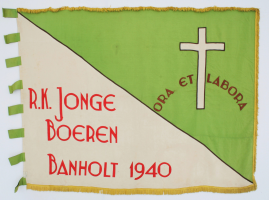 ORA ET LABORA
R.K. JONGE
BOEREN
BANHOLT 1940